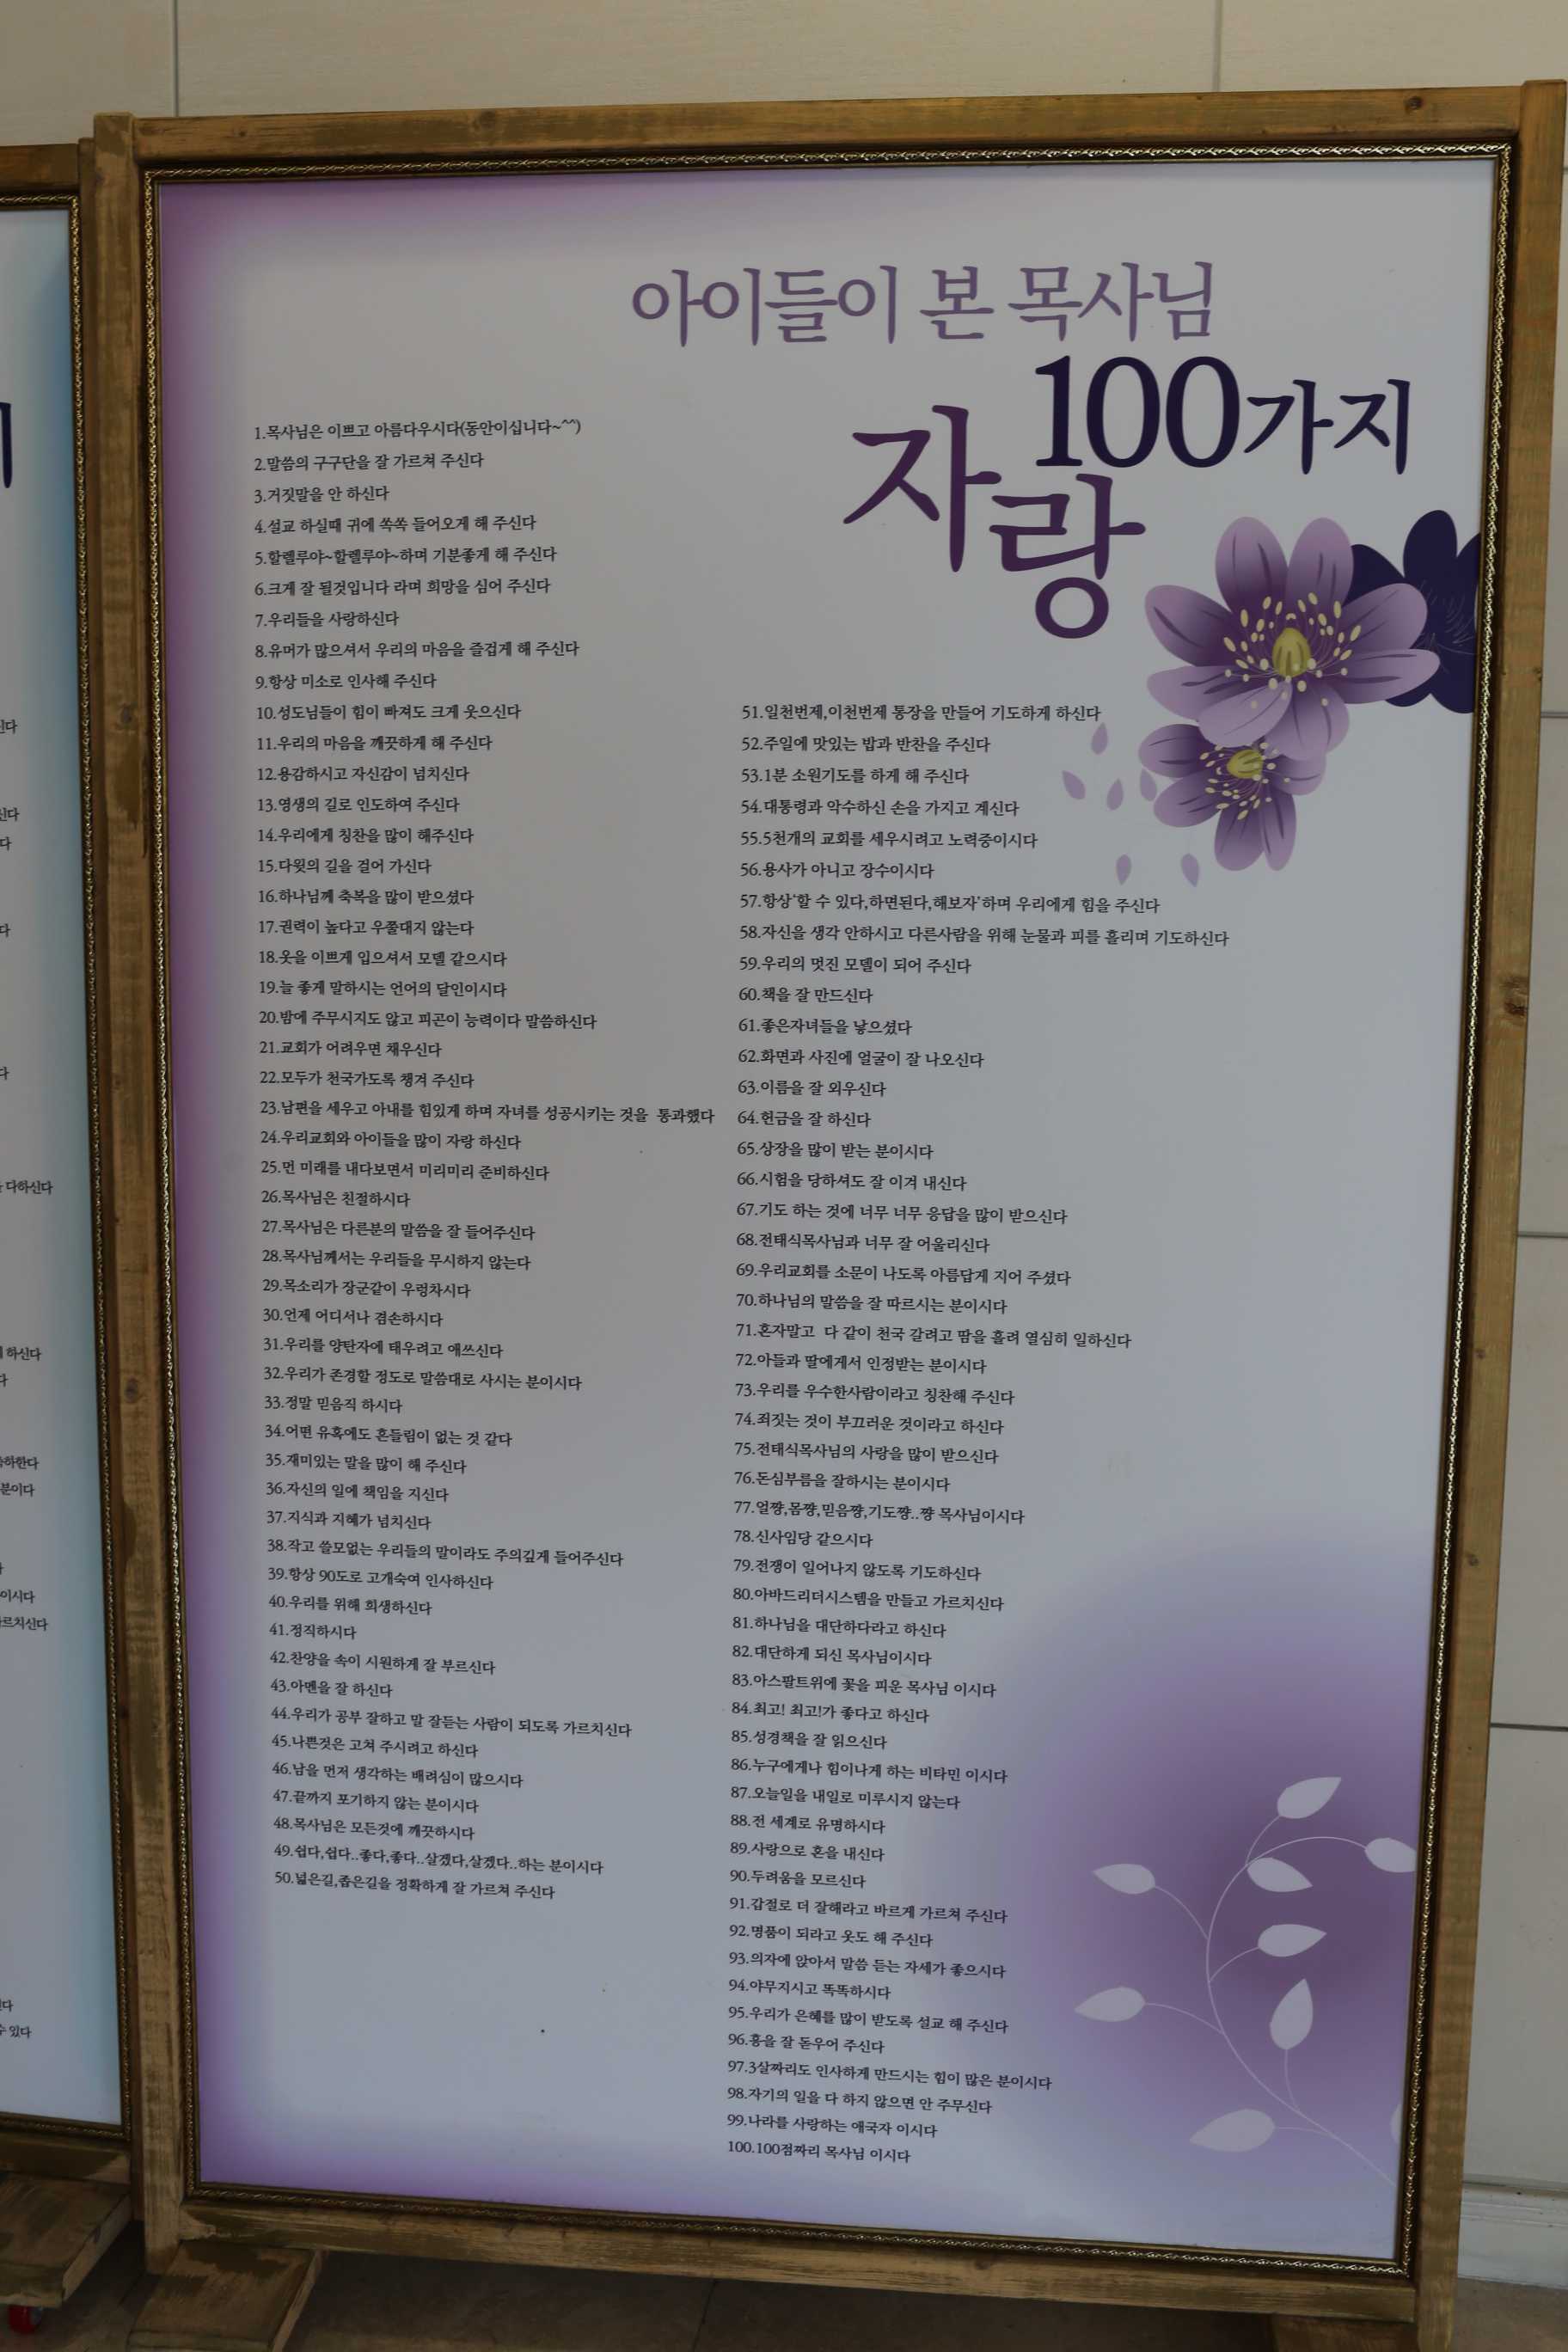 아이들이 본 목사님
100가지
자랑
1.목사님은 이쁘고 아름다우시다(동안이십니다~^^)
2.말씀의 구구단을 잘 가르쳐 주신다
3.거짓말을 안 하신다
4.설교 하실때 귀에 쏙쏙 들어오게 해 주신다
5.할렐루야~할렐루야~하며 기분좋게 해 주신다
6.크게 잘 될것입니다 라며 희망을 심어 주신다
7.우리들을 사랑하신다
8.유머가 많으셔서 우리의 마음을 즐겁게 해 주신다
9.항상 미소로 인사해 주신다
10.성도님들이 힘이 빠져도 크게 웃으신다
11.우리의 마음을 깨끗하게 해 주신다
12.용감하시고 자신감이 넘치신다
13.영생의 길로 인도하여 주신다
14.우리에게 칭찬을 많이 해주신다
15.다윗의 길을 걸어 가신다
16.하나님께 축복을 많이 받으셨다
17.권력이 높다고 우쭐대지 않는다
18.옷을 이쁘게 입으셔서 모델 같으시다
19.늘 좋게 말하시는 언어의 달인이시다
20.밤에 주무시지도 않고 피곤이 능력이다 말씀하신다
21.교회가 어려우면 채우신다
22.모두가 천국가도록 챙겨 주신다
23.남편을 세우고 아내를 힘있게 하며 자녀를 성공시키는 것을 통과했다
24.우리교회와 아이들을 많이 자랑 하신다
25.먼 미래를 내다보면서 미리미리 준비하신다
26.목사님은 친절하시다
27.목사님은 다른분의 말씀을 잘 들어주신다
28.목사님께서는 우리들을 무시하지 않는다
29.목소리가 장군같이 우렁차시다
30.언제 어디서나 겸손하시다
31.우리를 양탄자에 태우려고 애쓰신다
32.우리가 존경할 정도로 말씀대로 사시는 분이시다
33.정말 믿음직 하시다
34.어떤 유혹에도 흔들림이 없는 것 같다
35.재미있는 말을 많이 해 주신다
36.자신의 일에 책임을 지신다
37.지식과 지혜가 넘치신다
38.작고 쓸모없는 우리들의 말이라도 주의깊게 들어주신다
39.항상 90도로 고개숙여 인사하신다
40.우리를 위해 희생하신다
41.정직하시다
42.찬양을 속이 시원하게 잘 부르신다
43.아멘을 잘 하신다
44.우리가 공부 잘하고 말 잘듣는 사람이 되도록 가르치신다
45.나쁜것은 고쳐 주시려고 하신다
46.남을 먼저 생각하는 배려심이 많으시다
47.끝까지 포기하지 않는 분이시다
48.목사님은 모든것에 깨끗하시다
49.쉽다,쉽다..좋다,좋다..살겠다,살겠다..하는 분이시다
50.넓은길,좁은길을 정확하게 잘 가르쳐 주신다
51.일천번제,이천번제 통장을 만들어 기도하게 하신다
52.주일에 맛있는 밥과 반찬을 주신다
53.1분 소원기도를 하게 해 주신다
54.대통령과 악수하신 손을 가지고 계신다
55.5천개의 교회를 세우시려고 노력중이시다
56.용사가 아니고 장수이시다
57.항상'할 수 있다,하면된다,해보자'하며 우리에게 힘을 주신다
58.자신을 생각 안하시고 다른사람을 위해 눈물과 피를 흘리며 기도하신다
59.우리의 멋진 모델이 되어 주신다
60.책을 잘 만드신다
61.좋은자녀들을 낳으셨다
62.화면과 사진에 얼굴이 잘 나오신다
63.이름을 잘 외우신다
64.헌금을 잘 하신다
65.상장을 많이 받는 분이시다
66.시험을 당하셔도 잘 이겨 내신다
67.기도 하는 것에 너무 너무 응답을 많이 받으신다
68.전태식목사님과 너무 잘 어울리신다
69.우리교회를 소문이 나도록 아름답게 지어 주셨다
70.하나님의 말씀을 잘 따르시는 분이시다
71.혼자말고 다 같이 천국 갈려고 땀을 흘려 열심히 일하신다
72.아들과 딸에게서 인정받는 분이시다
73.우리를 우수한사람이라고 칭찬해 주신다
74.죄짓는 것이 부끄러운 것이라고 하신다
75.전태식목사님의 사랑을 많이 받으신다
76.돈심부름을 잘하시는 분이시다
77.얼짱,몸짱,믿음짱,기도짱..짱 목사님이시다
78.신사임당 같으시다
79.전쟁이 일어나지 않도록 기도하신다
80.아바드리더시스템을 만들고 가르치신다
81.하나님을 대단하다라고 하신다
82.대단하게 되신 목사님이시다
83.아스팔트위에 꽃을 피운 목사님 이시다
84.최고! 최고!가 좋다고 하신다
85.성경책을 잘 읽으신다
86.누구에게나 힘이나게 하는 비타민 이시다
87.오늘일을 내일로 미루시지 않는다
88.전 세계로 유명하시다
89.사랑으로 혼을 내신다
90.두려움을 모르신다
91.갑절로 더 잘해라고 바르게 가르쳐 주신다
92.명품이 되라고 옷도 해 주신다
93.의자에 앉아서 말씀 듣는 자세가 좋으시다
94.야무지시고 똑똑하시다
95.우리가 은혜를 많이 받도록 설교 해 주신다
96.흥을 잘 돋우어 주신다
97.3살짜리도 인사하게 만드시는 힘이 많은 분이시다
98.자기의 일을 다 하지 않으면 안 주무신다
99.나라를 사랑하는 애국자 이시다
100.100점짜리 목사님 이시다